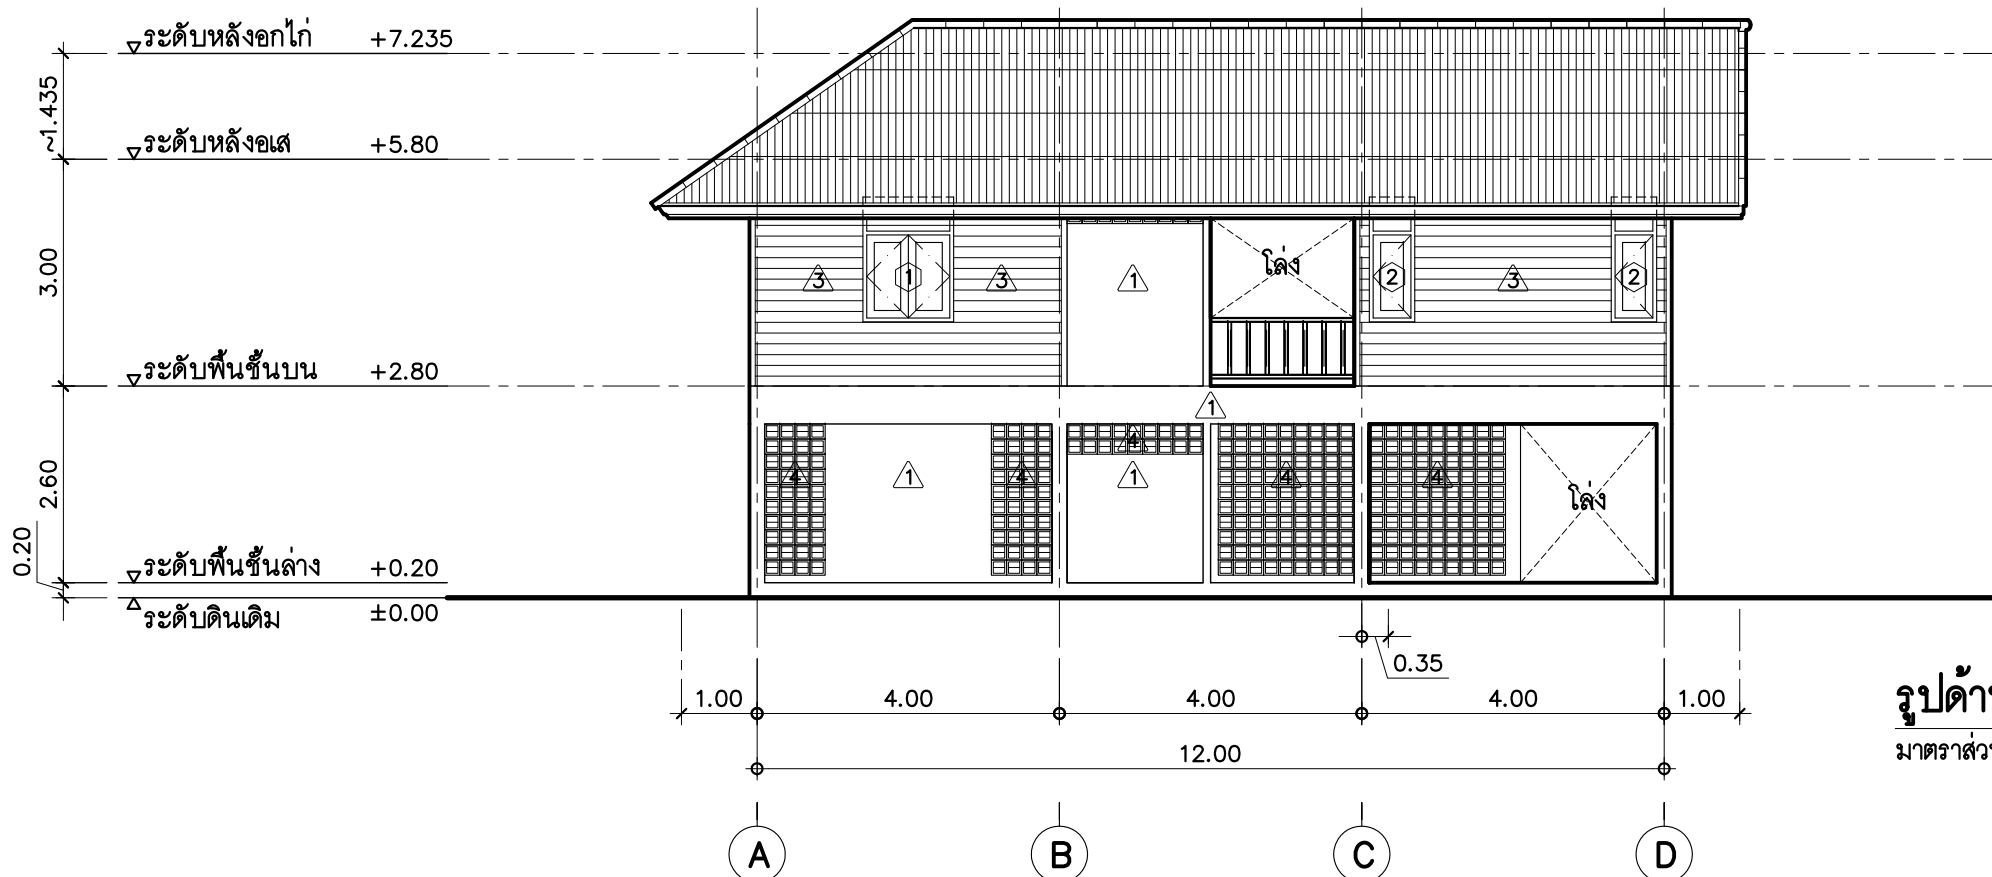 ระดับหลังอกไก่ +7.235
~1.435
ระดับหลังอเส +5.80
3.00
โล่ง
3 1 3 1 2 3 2
ระดับพื้นชั้นบน +2.80
1
4
2.60
4 1 4 1 4 4
โล่ง
0.20
ระดับพื้นชั้นล่าง +0.20
ระดับดินเดิม ±0.00
0.35
1.00 4.00 4.00 4.00 1.00
12.00
A B C D